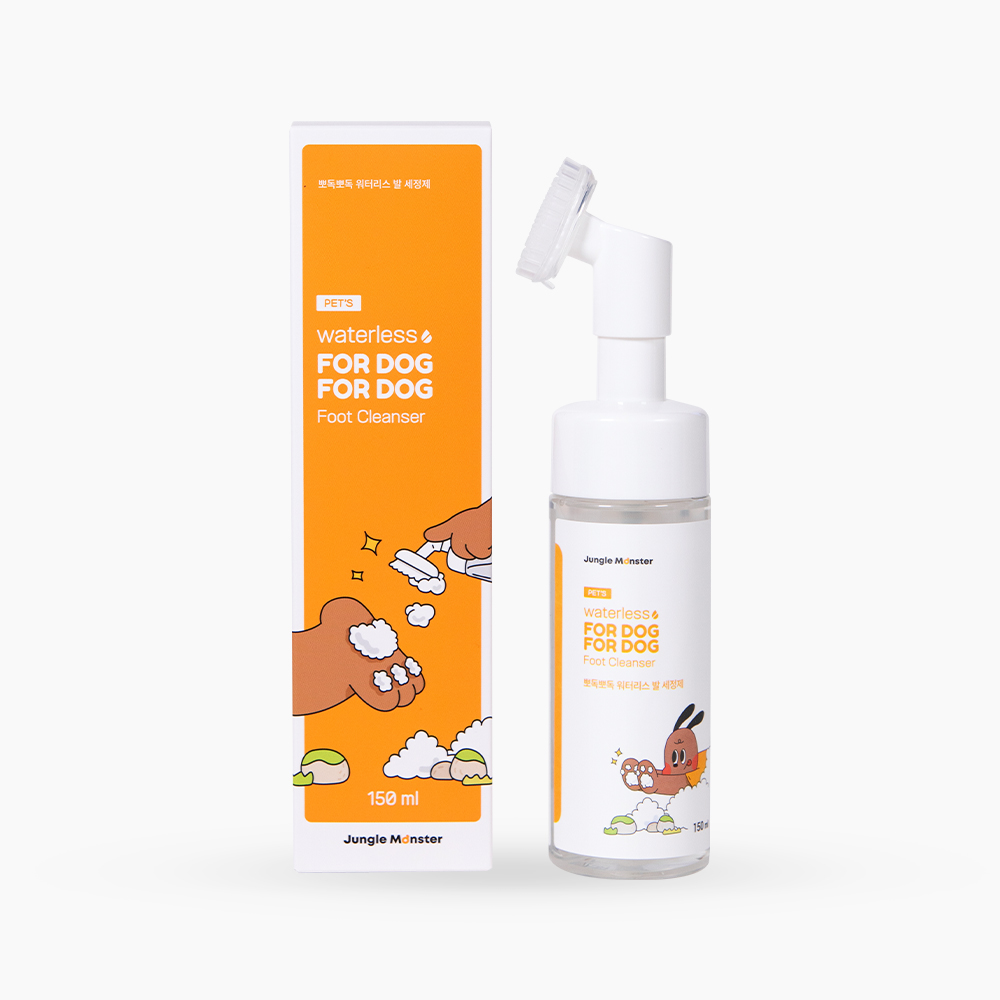 뽀독뽀독 워터리스 발 세정제
PET'S
waterless
FOR DOG
FOR DOG
Foot Cleanser
150 ml
Jungle Monster
Jungle Monster
PET'S
waterless
FOR DOG
FOR DOG
Foot Cleanser
뽀독뽀독 워터리스 발 세정제
150 ml